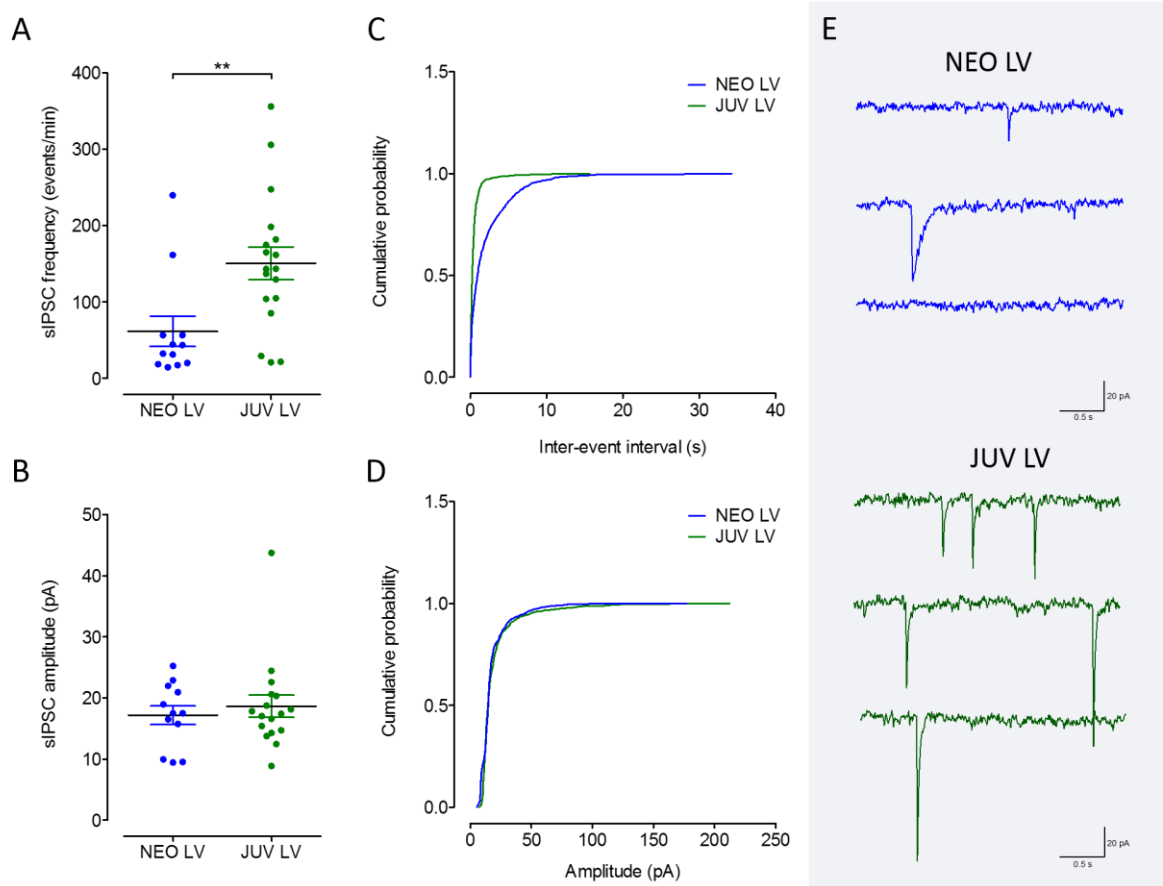 A
**
sIPSC frequency (events/min)
400
300
200
100
0
NEO LV
JUV LV
B
sIPSC amplitude (pA)
50
40
30
20
10
0
NEO LV
JUV LV
C
Cumulative probability
1.5
1.0
0.5
0.0
NEO LV
JUV LV
0 10 20 30 40
Inter-event interval (s)
D
Cumulative probability
1.5
1.0
0.5
0.0
NEO LV
JUV LV
0 50 100 150 200 250
Amplitude (pA)
E
NEO LV
20 pA
0.5 s
JUV LV
20 pA
0.5 s